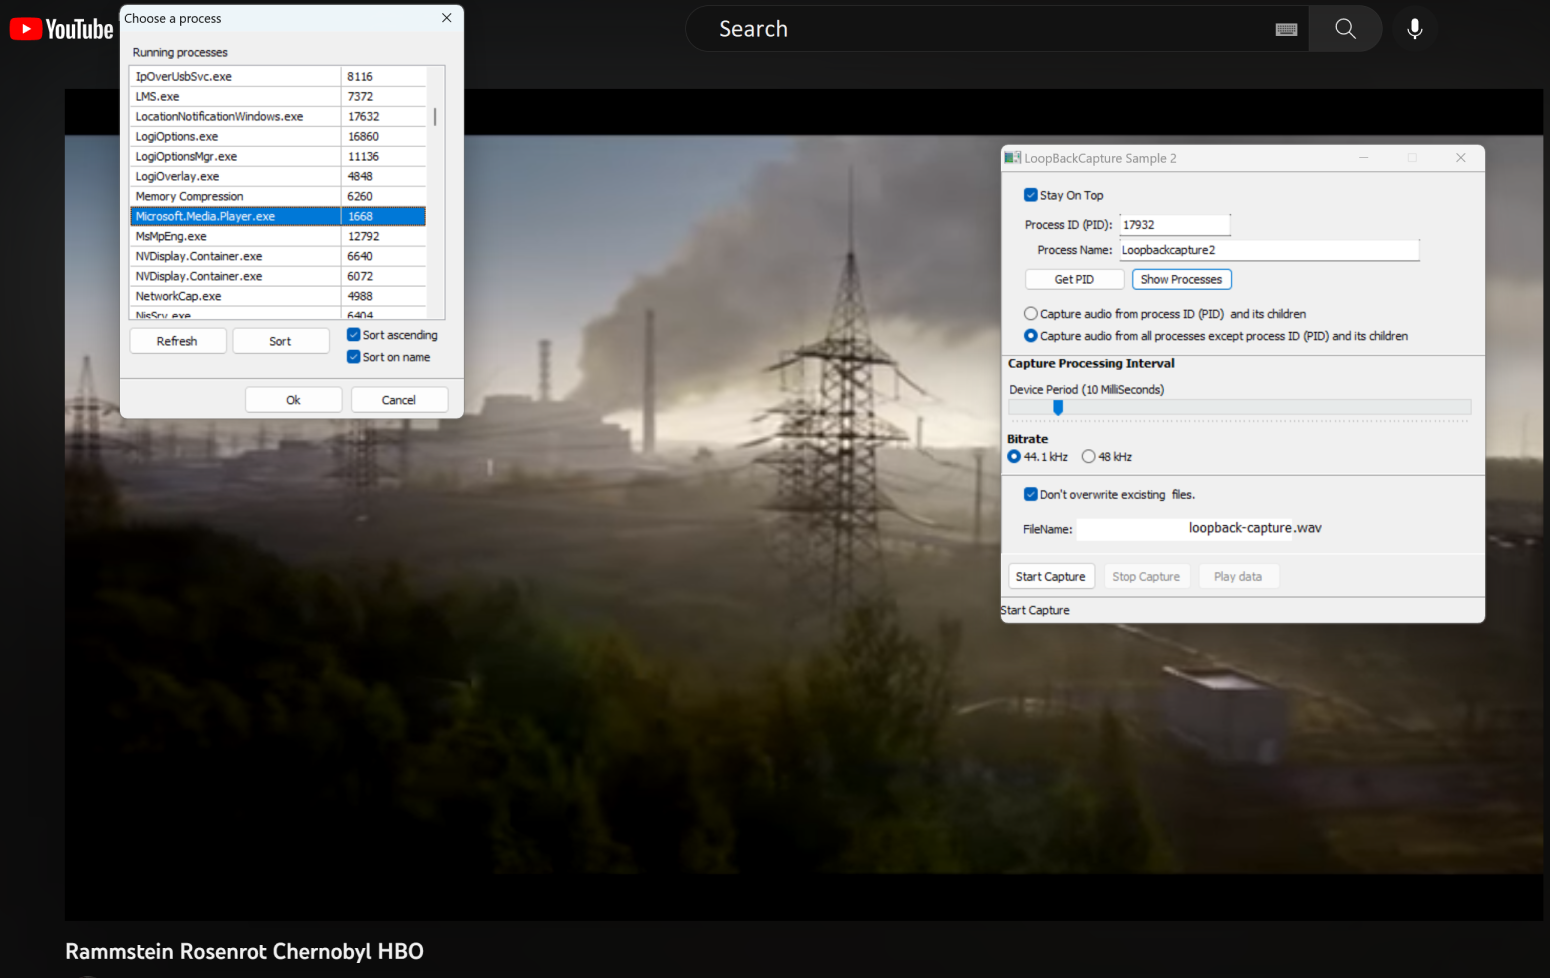 YouTube
Search
Choose a process
Running processes
IpOverUsbSvc.exe 8116
LMS.exe 7372
LocationNotificationWindows.exe 17632
LogiOptions.exe 16860
LogiOptionsMgr.exe 11136
LogiOverlay.exe 4848
Memory Compression 6260
Microsoft.Media.Player.exe 1668
MsMpEng.exe 12792
NVDisplay.Container.exe 6640
NVDisplay.Container.exe 6072
NetworkCap.exe 4988
NisSrv.exe 6404
Refresh Sort Sort ascending
Sort on name
Ok Cancel
LoopBackCapture Sample 2
Stay On Top
Process ID (PID): 17932
Process Name: Loopbackcapture2
Get PID Show Processes
Capture audio from process ID (PID) and its children
Capture audio from all processes except process ID (PID) and its children
Capture Processing Interval
Device Period (10 MilliSeconds)
Bitrate
44.1 kHz 48 kHz
Don't overwrite excisting files.
FileName: loopback-capture.wav
Start Capture Stop Capture Play data
Start Capture
Rammstein Rosenrot Chernobyl HBO